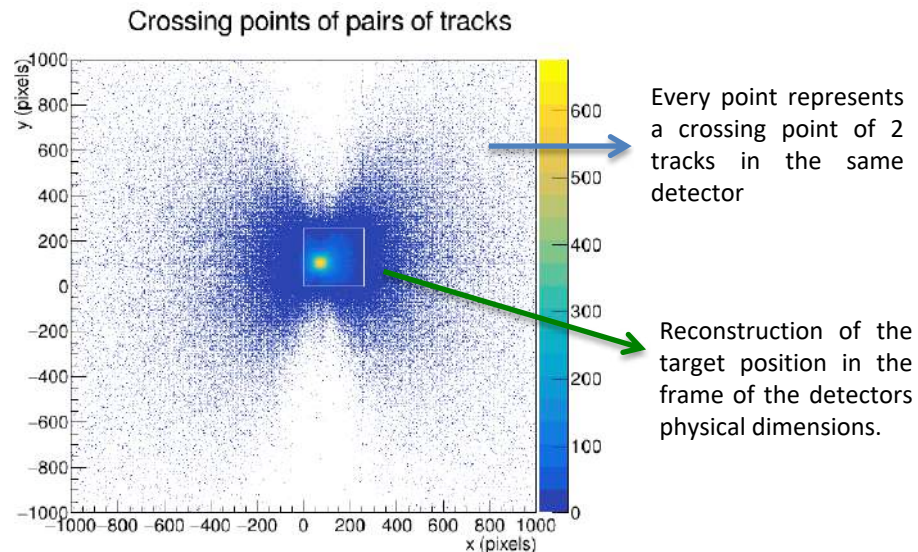 Crossing points of pairs of tracks
y (pixels)
1000
800
600
400
200
0
−200
−400
−600
−800
−1000
−1000 −800 −600 −400 −200 0 200 400 600 800 1000
x (pixels)
600
500
400
300
200
100
0
Every point represents
a crossing point of 2
tracks in the same
detector
Reconstruction of the
target position in the
frame of the detectors
physical dimensions.